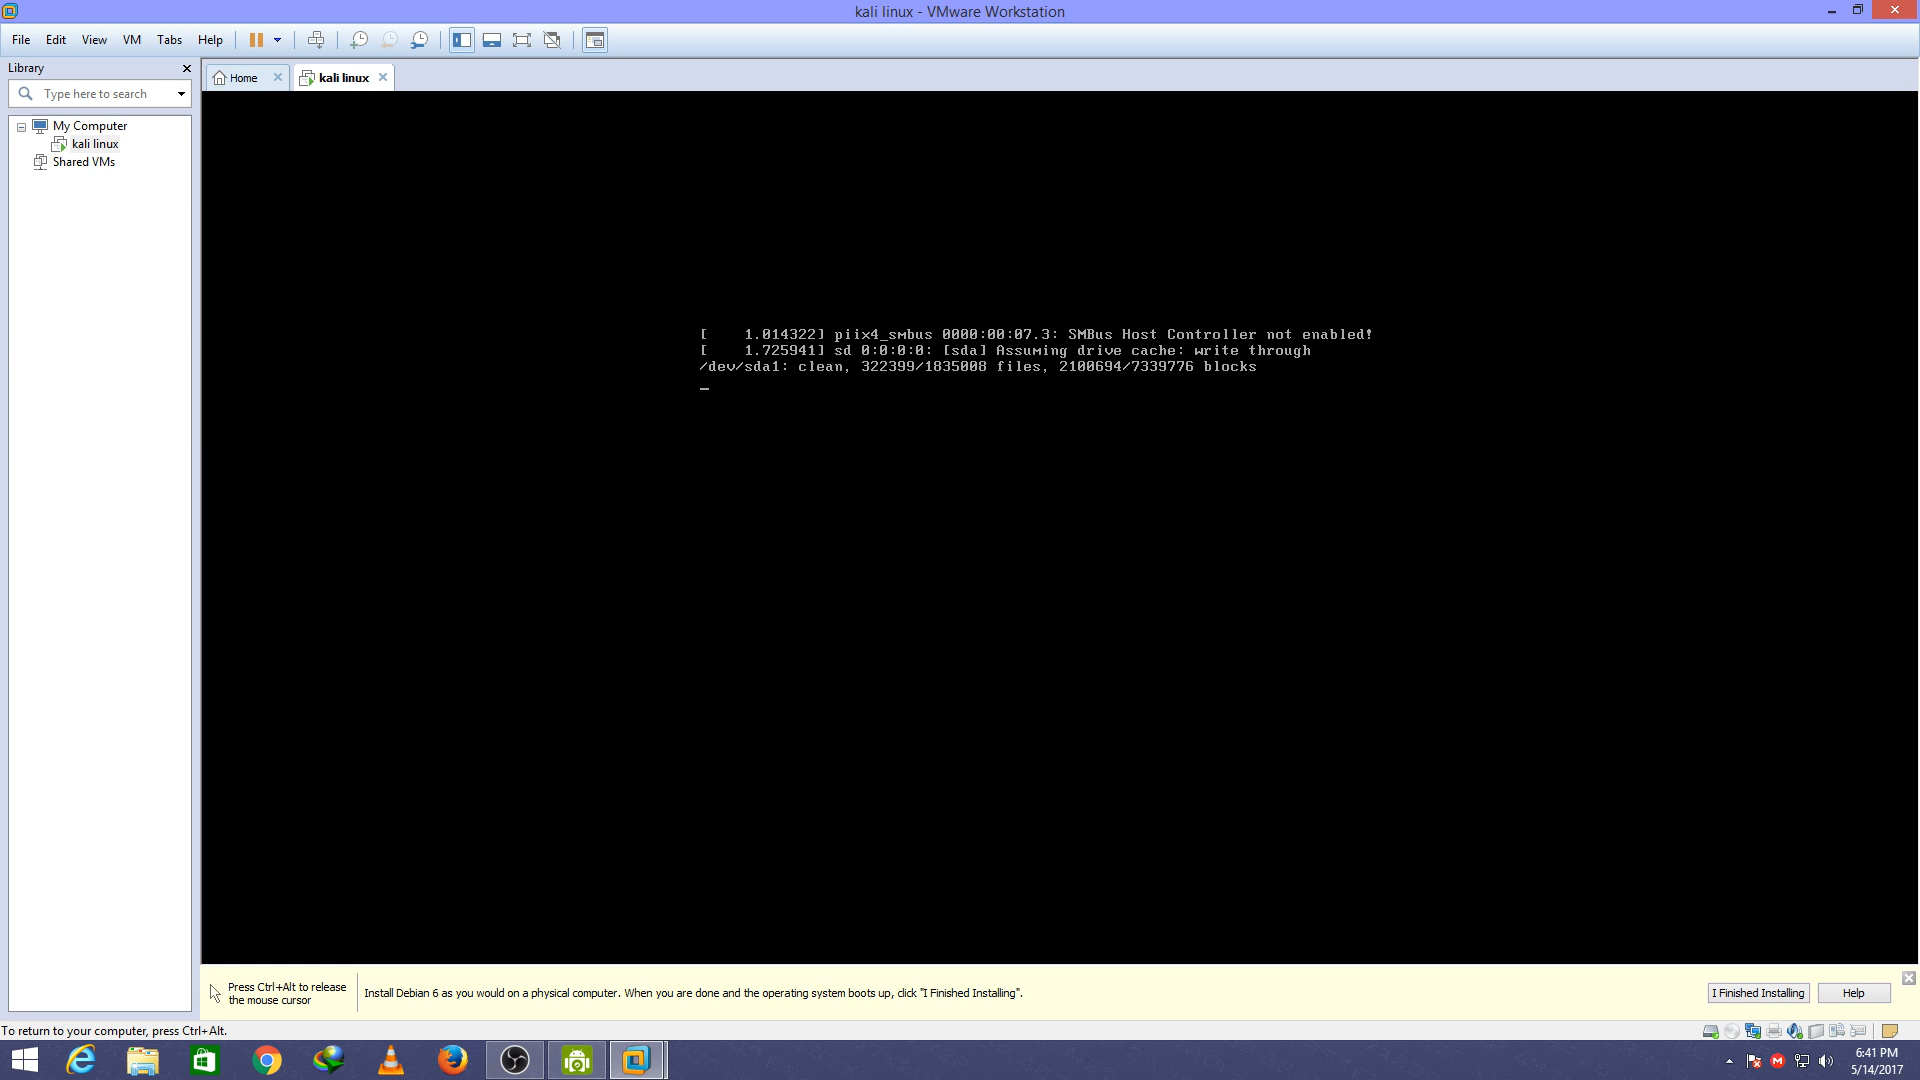 kali linux - VMware Workstation
File Edit View VM Tabs Help
Library
Home
kali linux
Type here to search
My Computer
kali linux
Shared VMs
[    1.014322] piix4_smbus 0000:00:07.3: SMBus Host Controller not enabled!
[    1.725941] sd 0:0:0:0: [sda] Assuming drive cache: write through
/dev/sda1: clean, 322399/1835008 files, 2100694/7339776 blocks
_
Press Ctrl+Alt to release
the mouse cursor
Install Debian 6 as you would on a physical computer. When you are done and the operating system boots up, click "I Finished Installing".
I Finished Installing
Help
To return to your computer, press Ctrl+Alt.
6:41 PM
5/14/2017